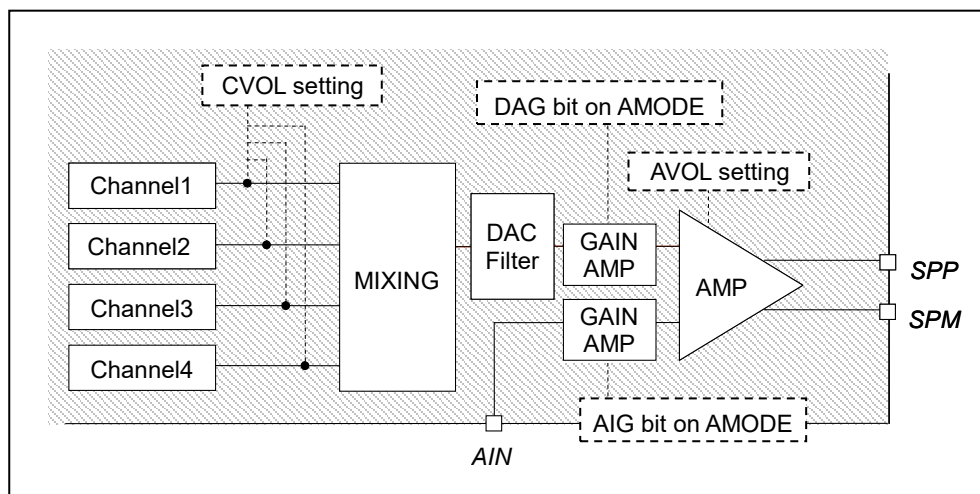 CVOL setting
DAG bit on AMODE
AVOL setting
Channel1
Channel2
Channel3
Channel4
MIXING
DAC
Filter
GAIN
AMP
GAIN
AMP
AMP
SPP
SPM
AIG bit on AMODE
AIN